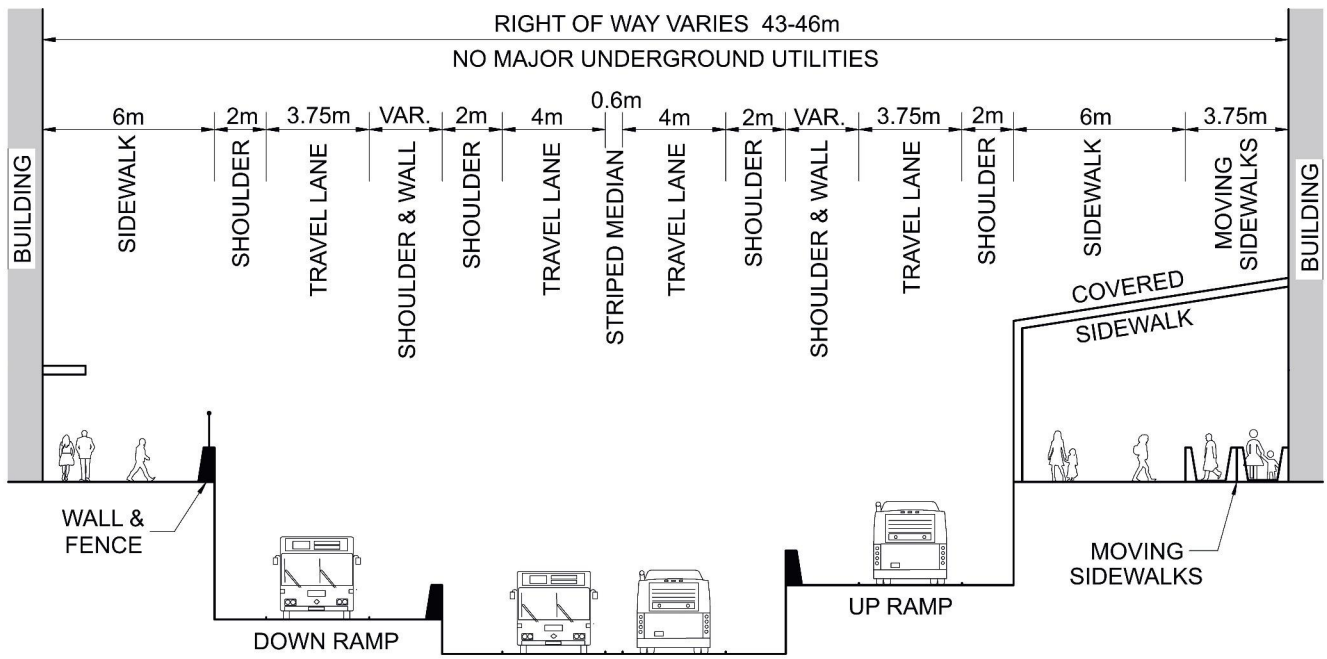 RIGHT OF WAY VARIES 43-46m
NO MAJOR UNDERGROUND UTILITIES
6m
2m
3.75m
VAR.
2m
4m
0.6m
4m
2m
VAR.
3.75m
2m
6m
3.75m
BUILDING
SIDEWALK
SHOULDER
TRAVEL LANE
SHOULDER & WALL
SHOULDER
TRAVEL LANE
STRIPED MEDIAN
TRAVEL LANE
SHOULDER
SHOULDER & WALL
TRAVEL LANE
SHOULDER
SIDEWALK
MOVING
SIDEWALKS
BUILDING
COVERED
SIDEWALK
WALL &
FENCE
DOWN RAMP
UP RAMP
MOVING
SIDEWALKS